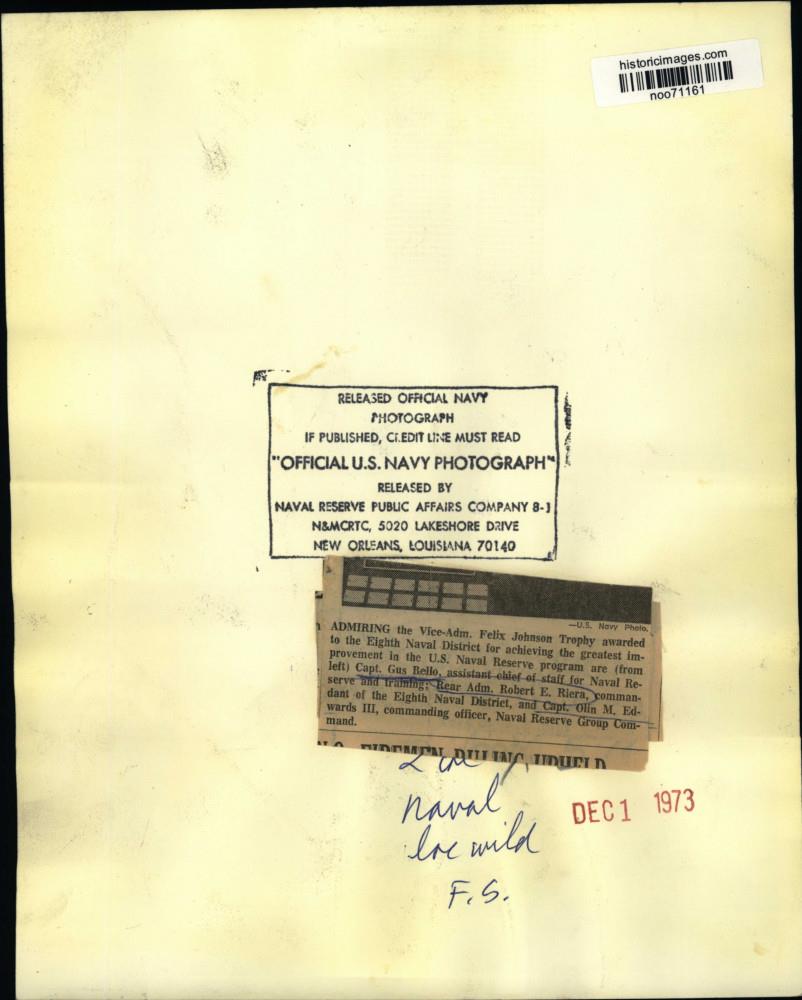 historicimages.com
noo71161
RELEASED OFFICIAL NAVY
PHOTOGRAPH
IF PUBLISHED, CREDIT LINE MUST READ
"OFFICIAL U.S. NAVY PHOTOGRAPH"
RELEASED BY
NAVAL RESERVE PUBLIC AFFAIRS COMPANY 8-1
N&MCRTC, 5020 LAKESHORE DRIVE
NEW ORLEANS, LOUISIANA 70140
—U.S. Navy Photo.
ADMIRING the Vice-Adm. Felix Johnson Trophy awarded
to the Eighth Naval District for achieving the greatest im-
provement in the U.S. Naval Reserve program are (from
left) Capt. Gus Bello, assistant chief of staff for Naval Re-
serve and training; Rear Adm. Robert E. Riera, comman-
dant of the Eighth Naval District, and Capt. Olin M. Ed-
wards III, commanding officer, Naval Reserve Group Com-
mand.
FIREMEN RULING UPHELD
naval
DEC 1 1973
F.S.